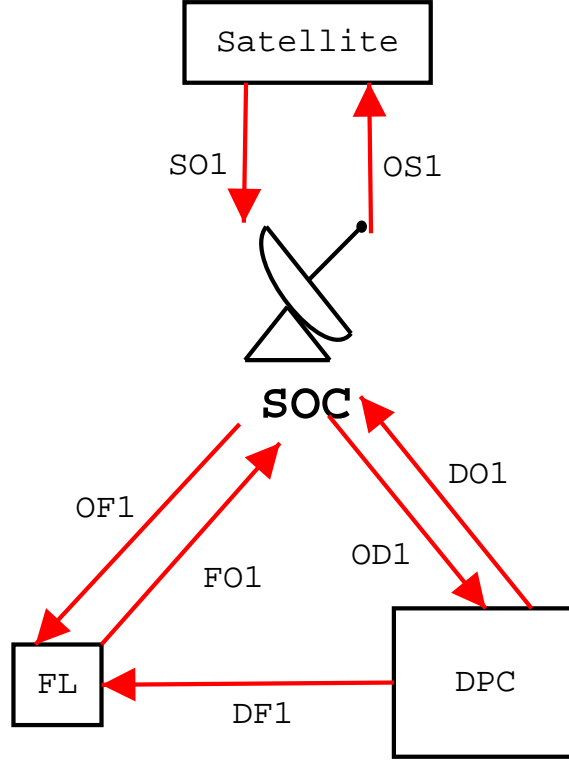 Satellite
SO1
OS1
SOC
OF1
DO1
OD1
FO1
FL
DPC
DF1